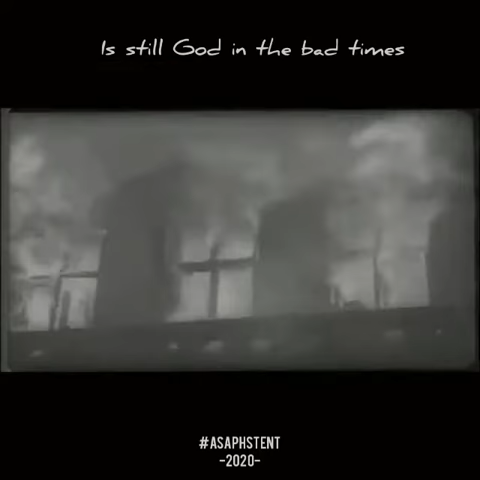 Is still God in the bad times
#ASAPHSTENT
-2020-